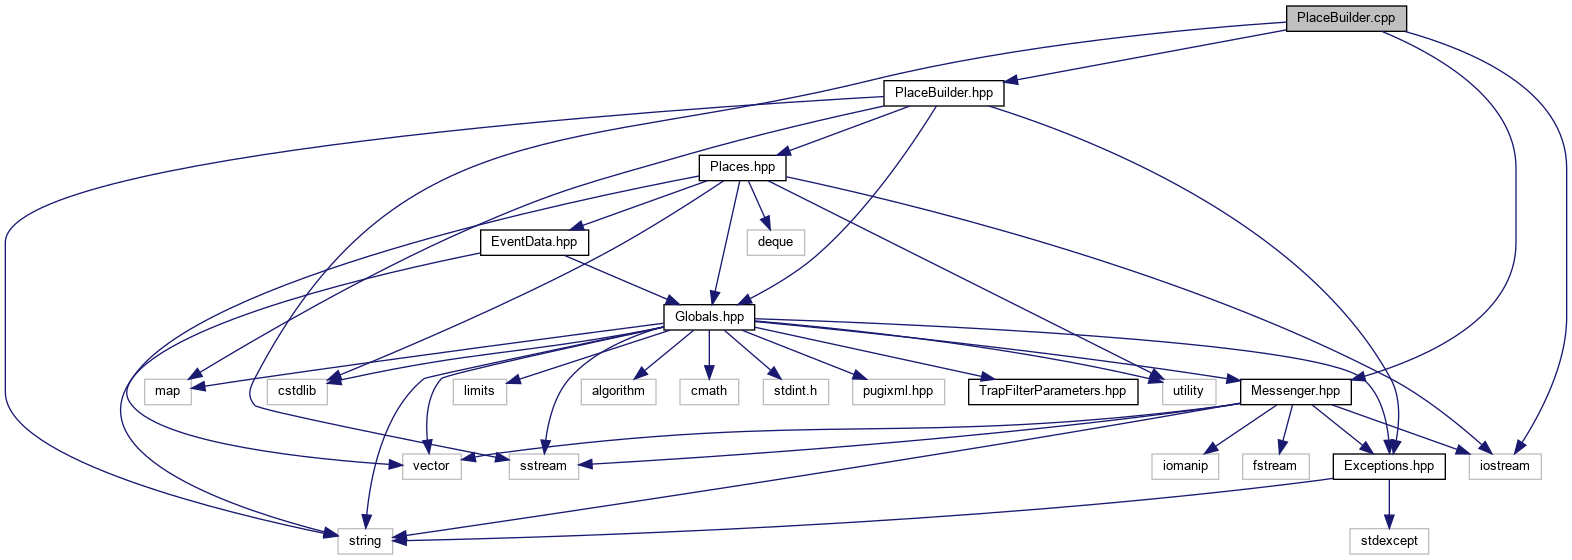 PlaceBuilder.cpp
PlaceBuilder.hpp
Places.hpp
EventData.hpp
deque
Globals.hpp
map
cstdlib
limits
algorithm
cmath
stdint.h
pugixml.hpp
TrapFilterParameters.hpp
utility
Messenger.hpp
vector
sstream
iomanip
fstream
Exceptions.hpp
iostream
string
stdexcept